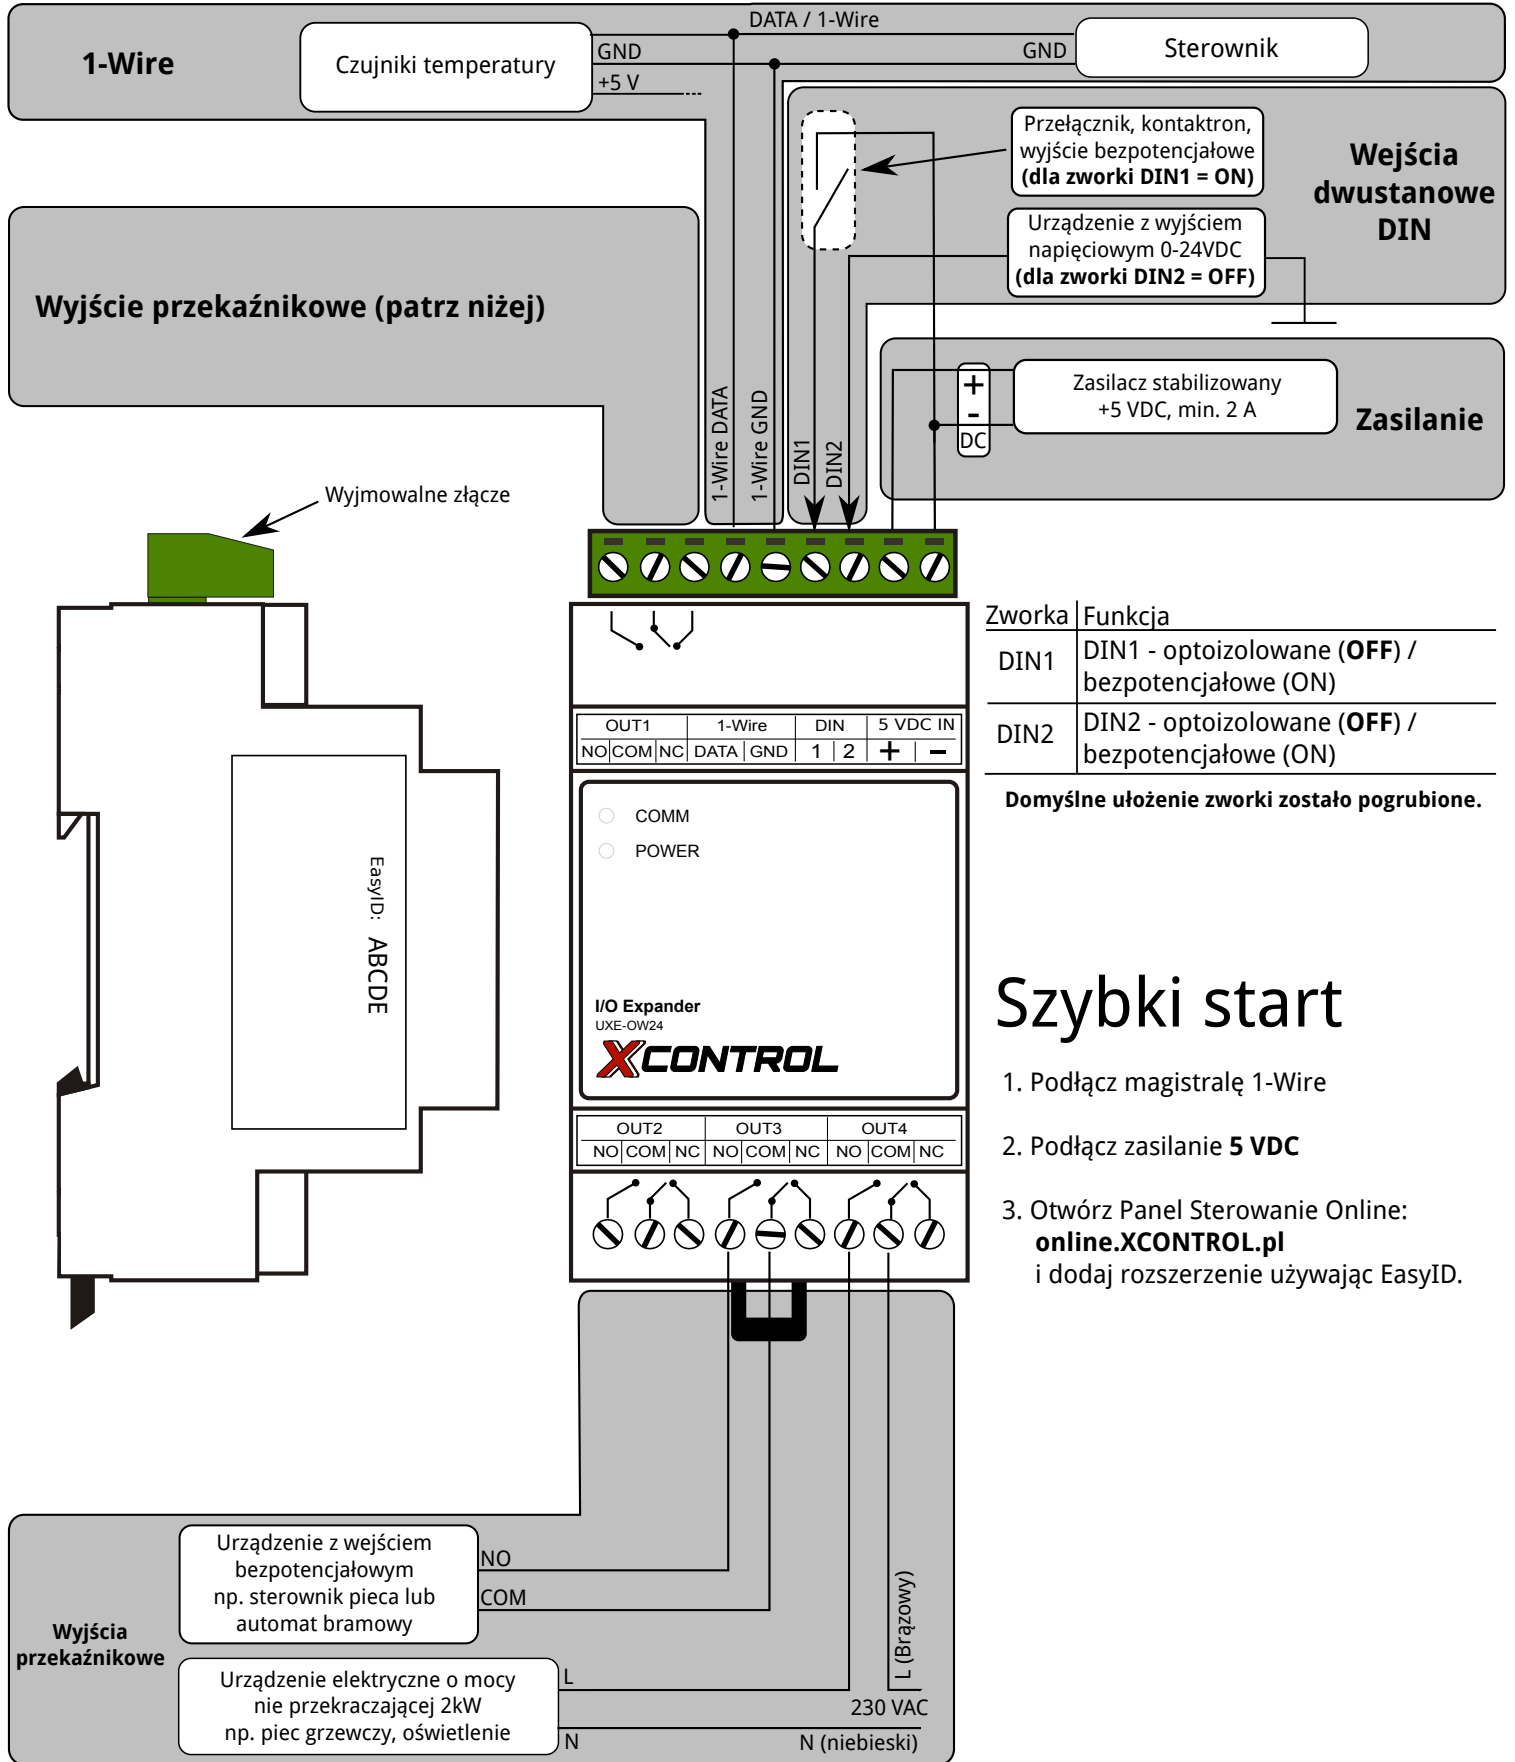 DATA / 1-Wire
1-Wire
Czujniki temperatury
GND
+5 V
GND
Sterownik
Przełącznik, kontaktron,
wyjście bezpotencjałowe
(dla zworki DIN1 = ON)
Wejścia
dwustanowe
DIN
Urządzenie z wyjściem
napięciowym 0-24VDC
(dla zworki DIN2 = OFF)
Wyjście przekaźnikowe (patrz niżej)
+
-
DC
Zasilacz stabilizowany
+5 VDC, min. 2 A
Zasilanie
1-Wire DATA
1-Wire GND
DIN1
DIN2
Wyjmowalne złącze
Zworka Funkcja
DIN1 DIN1 - optoizolowane (OFF) /
bezpotencjałowe (ON)
DIN2 DIN2 - optoizolowane (OFF) /
bezpotencjałowe (ON)
Domyślne ułożenie zworki zostało pogrubione.
OUT1 1-Wire DIN 5 VDC IN
NO COM NC DATA GND 1 2 + −
COMM
POWER
EasyID: ABCDE
I/O Expander
UXE-OW24
XCONTROL
Szybki start
1. Podłącz magistralę 1-Wire
2. Podłącz zasilanie 5 VDC
3. Otwórz Panel Sterowanie Online:
online.XCONTROL.pl
i dodaj rozszerzenie używając EasyID.
OUT2 OUT3 OUT4
NO COM NC NO COM NC NO COM NC
Urządzenie z wejściem
bezpotencjałowym
np. sterownik pieca lub
automat bramowy
NO
COM
Wyjścia
przekaźnikowe
Urządzenie elektryczne o mocy
nie przekraczającej 2kW
np. piec grzewczy, oświetlenie
L
N
L (Brązowy)
230 VAC
N (niebieski)